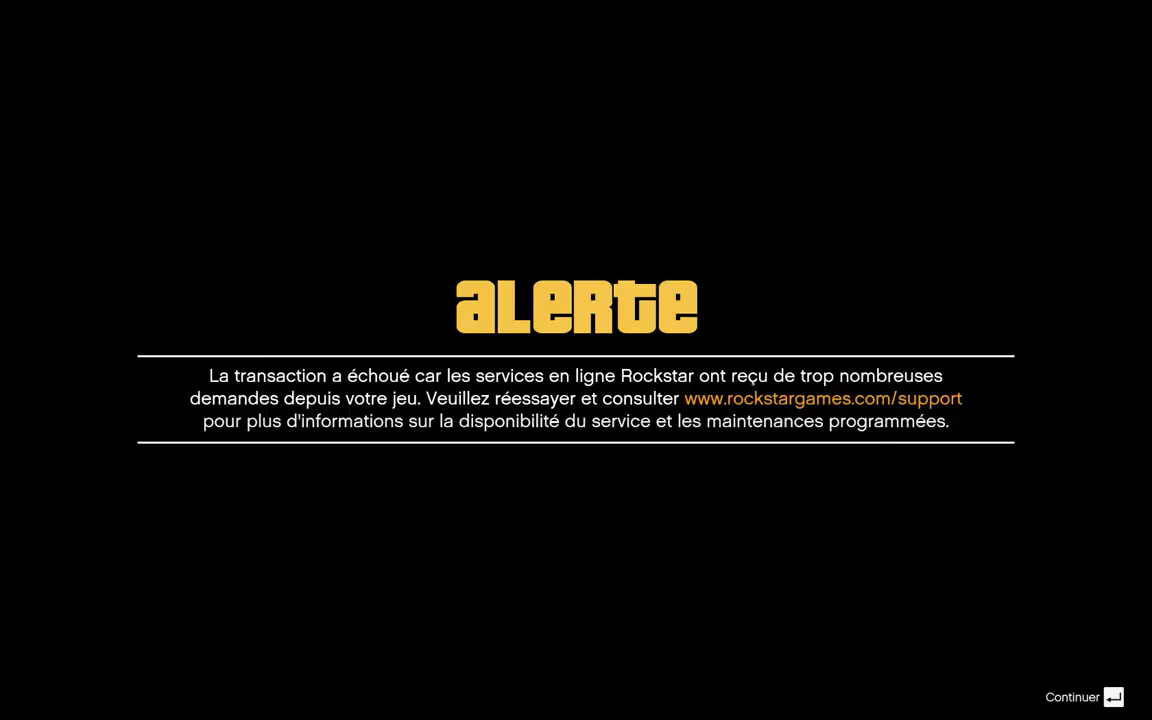 aLeRte
La transaction a échoué car les services en ligne Rockstar ont reçu de trop nombreuses
demandes depuis votre jeu. Veuillez réessayer et consulter www.rockstargames.com/support
pour plus d'informations sur la disponibilité du service et les maintenances programmées.
Continuer